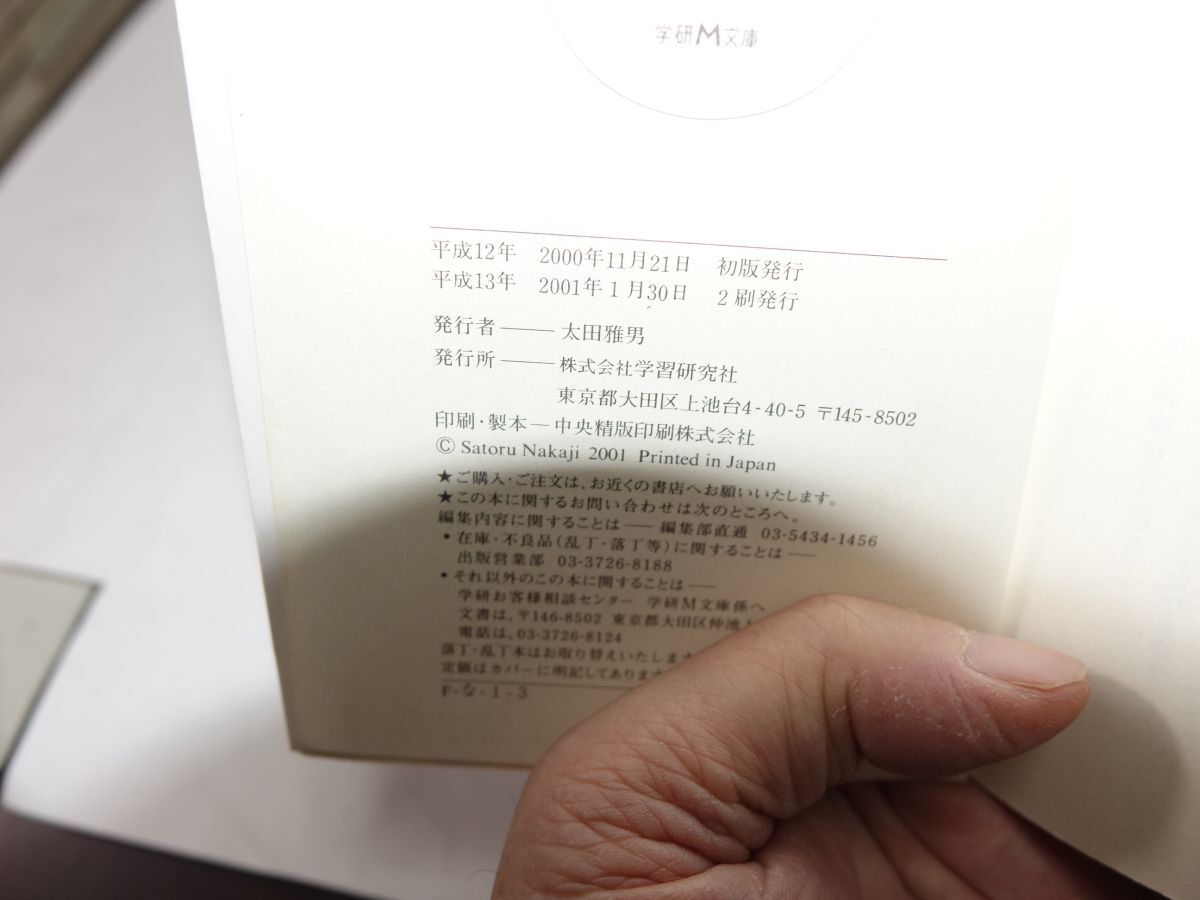 学研M文庫
平成12年 2000年11月21日 初版発行
平成13年 2001年1月30日 2刷発行
発行者――太田雅男
発行所――株式会社学習研究社
東京都大田区上池台4-40-5 〒145-8502
印刷・製本―中央精版印刷株式会社
© Satoru Nakaji 2001 Printed in Japan
★ご購入・ご注文は、お近くの書店へお願いいたします。
★この本に関するお問い合わせは次のところへ。
編集内容に関することは――編集部直通 03-5434-1456
・在庫・不良品(乱丁・落丁等)に関することは――
出版営業部 03-3726-8188
・それ以外のこの本に関することは――
学研お客様相談センター 学研M文庫係へ
文書は、〒146-8502 東京都大田区仲池上
電話は、03-3726-8124
落丁・乱丁本はお取り替えいたします
定価はカバーに明記してあります
F-な-1-3